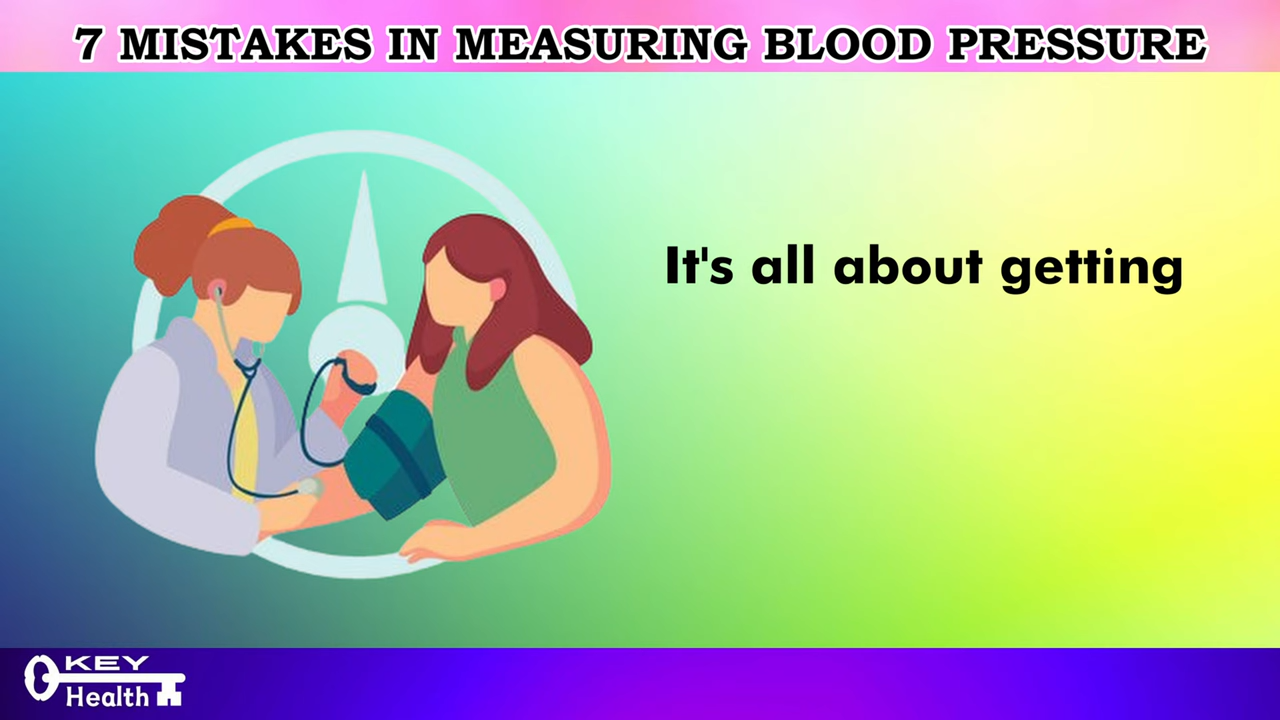 7 MISTAKES IN MEASURING BLOOD PRESSURE
It's all about getting
KEY
Health